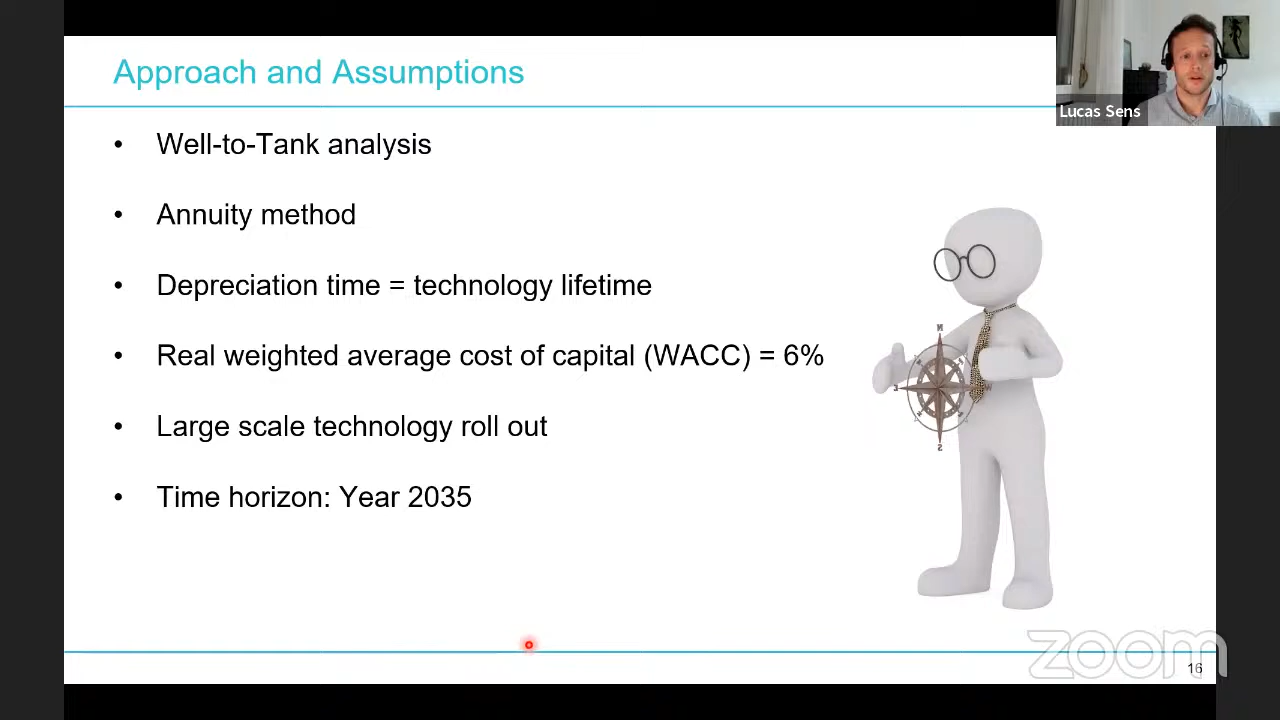 Approach and Assumptions
Lucas Sens
• Well-to-Tank analysis
• Annuity method
• Depreciation time = technology lifetime
• Real weighted average cost of capital (WACC) = 6%
• Large scale technology roll out
• Time horizon: Year 2035
N
E
W
S
zoom
16